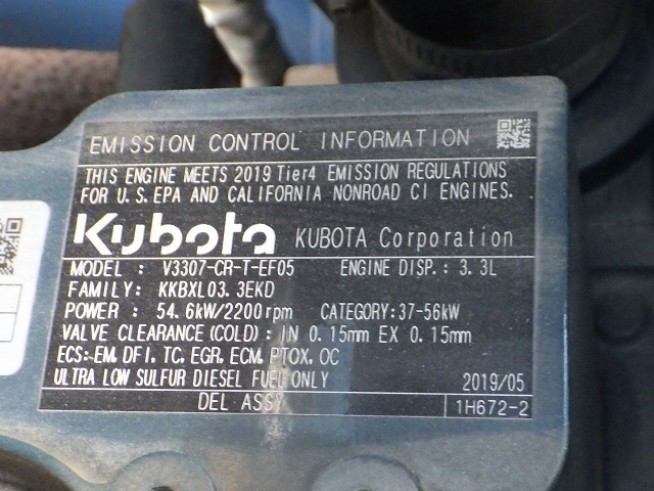 EMISSION CONTROL INFORMATION
THIS ENGINE MEETS 2019 Tier4 EMISSION REGULATIONS
FOR U.S. EPA AND CALIFORNIA NONROAD CI ENGINES.
Kubota KUBOTA Corporation
MODEL : V3307-CR-T-EF05 ENGINE DISP.: 3.3L
FAMILY: KKBXL03.3EKD
POWER : 54.6kW/2200rpm CATEGORY:37-56kW
VALVE CLEARANCE(COLD) : IN 0.15mm EX 0.15mm
ECS:-EM, DFI, TC, EGR, ECM, PTOX, OC
ULTRA LOW SULFUR DIESEL FUEL ONLY 2019/05
DEL ASSY 1H672-2